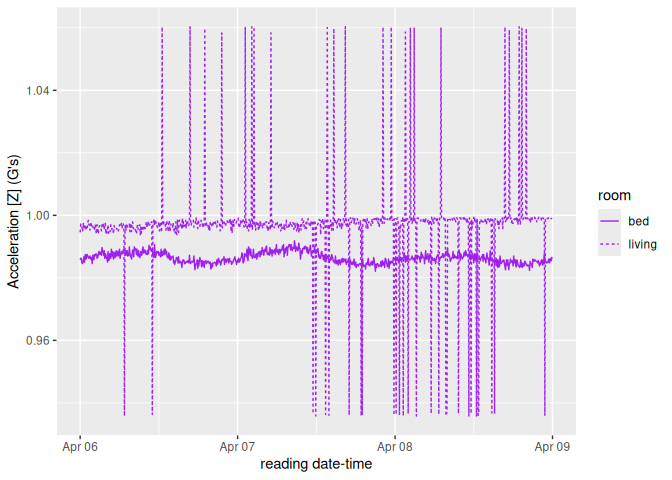 1.04
1.00
0.96
Acceleration [Z] (G's)
Apr 06
Apr 07
Apr 08
Apr 09
reading date-time
room
bed
living